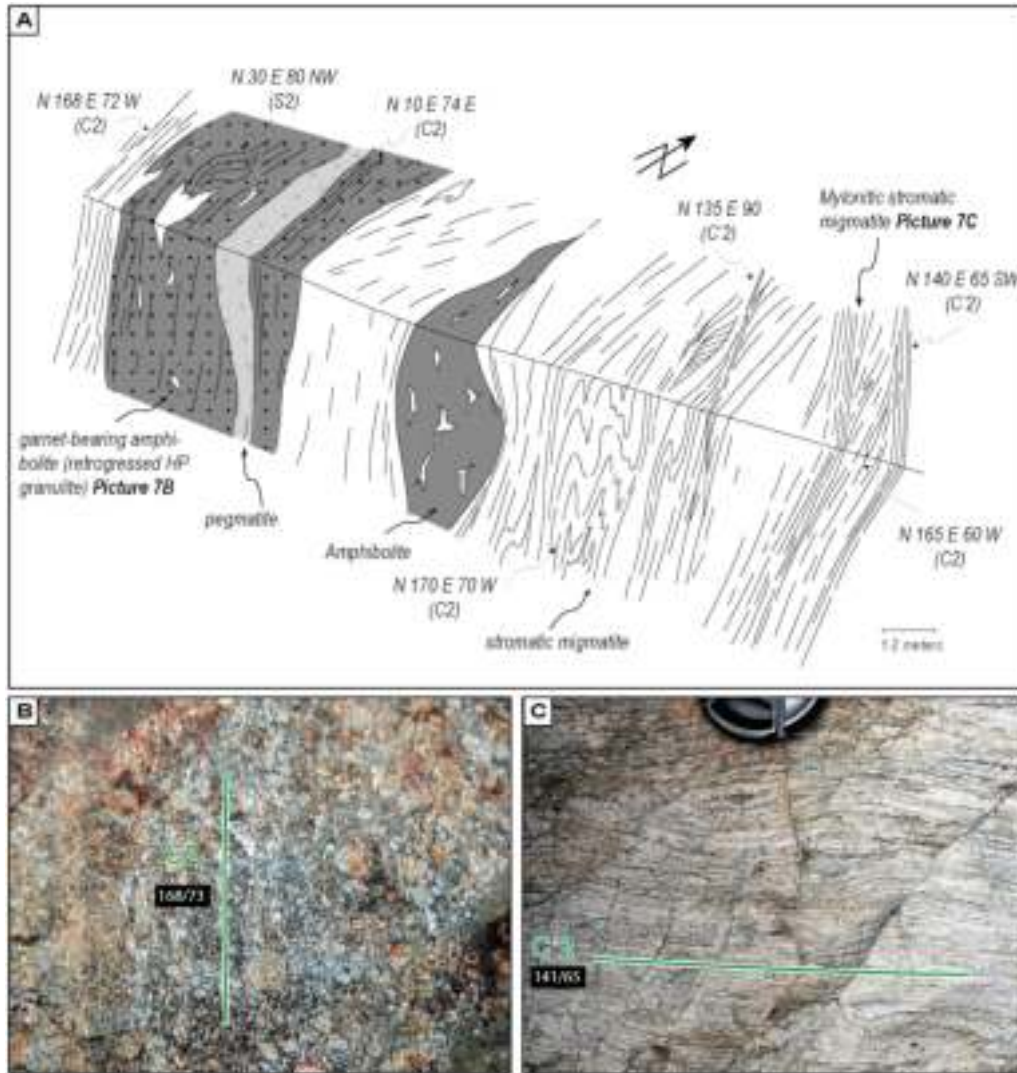 A
N 30 E 80 NW
(S2)
N 168 E 72 W
(C2)
N 10 E 74 E
(C2)
N
N 135 E 90
(C'2)
Mylonitic stromatic
migmatite Picture 7C
N 140 E 65 SW
(C'2)
garnet-bearing amphi-
bolite (retrogressed HP
granulite) Picture 7B
pegmatite
Amphibolite
N 170 E 70 W
(C2)
stromatic migmatite
N 165 E 60 W
(C2)
meters
B
168/73
C
141/65